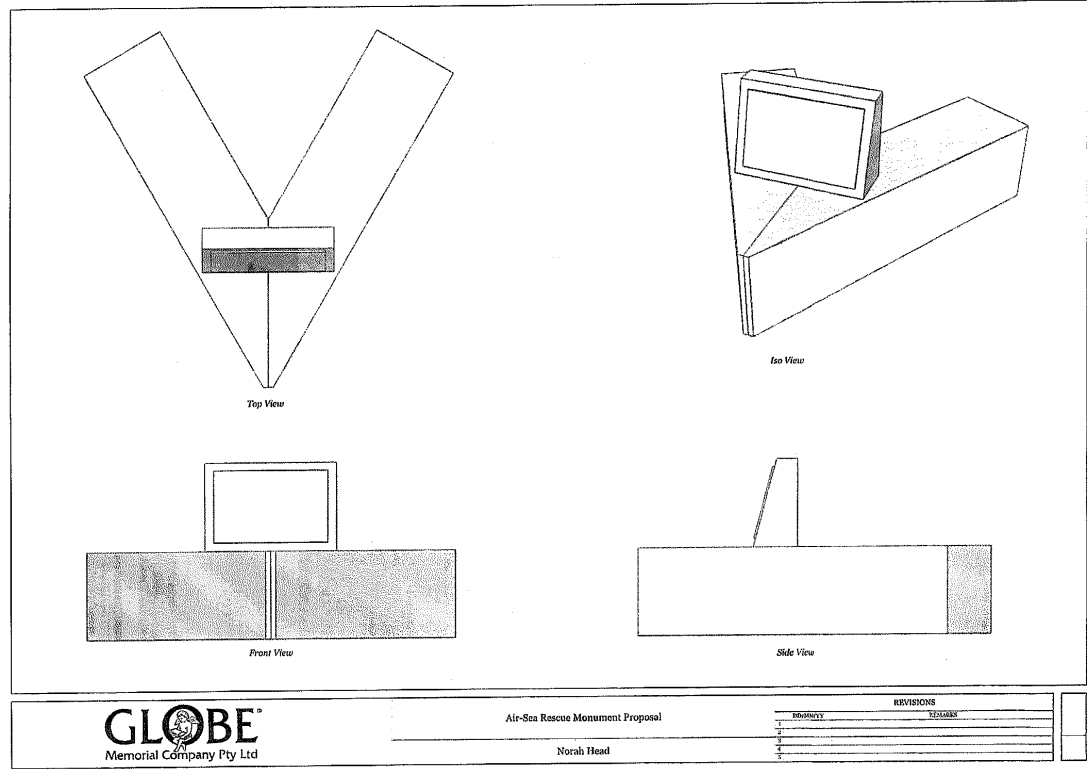 Top View
Iso View
Front View
Side View
GLOBE
Memorial Company Pty Ltd
Air-Sea Rescue Monument Proposal
Norah Head
REVISIONS
DD/MM/YY REMARKS
1
2
3
4
5